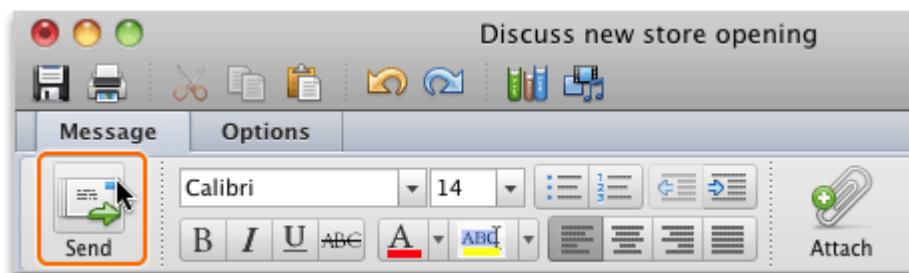 Discuss new store opening
Message Options
Calibri 14
B I U ABC A ABC
Send Attach